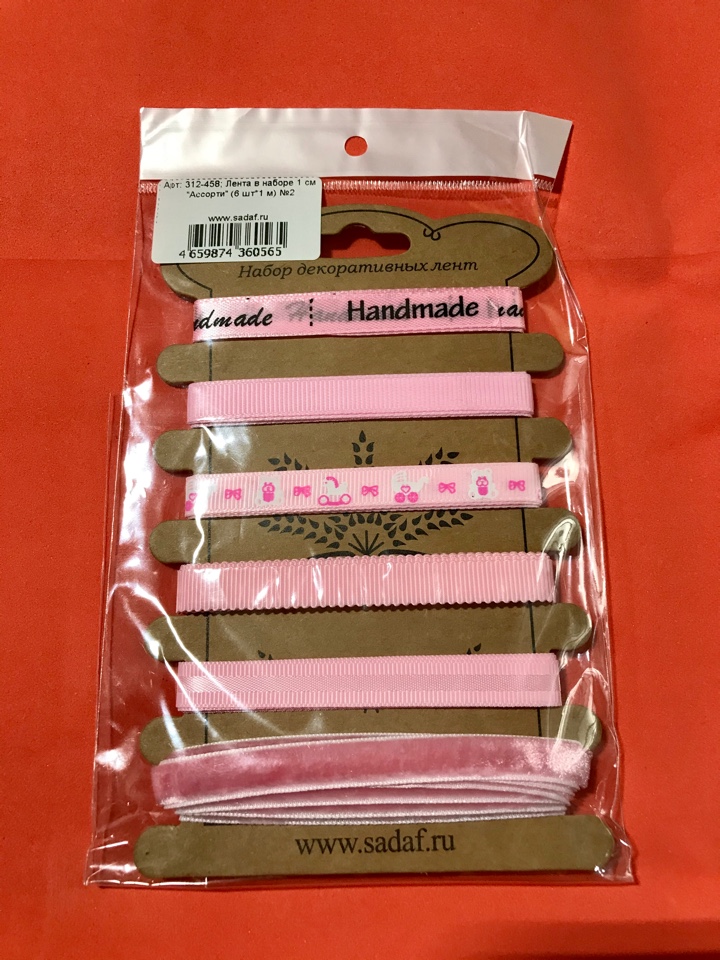 Арт: 312-458; Лента в наборе 1 см
"Ассорти" (6 шт*1 м) №2
www.sadaf.ru
4 659874 360565
Набор декоративных лент
Handmade
www.sadaf.ru